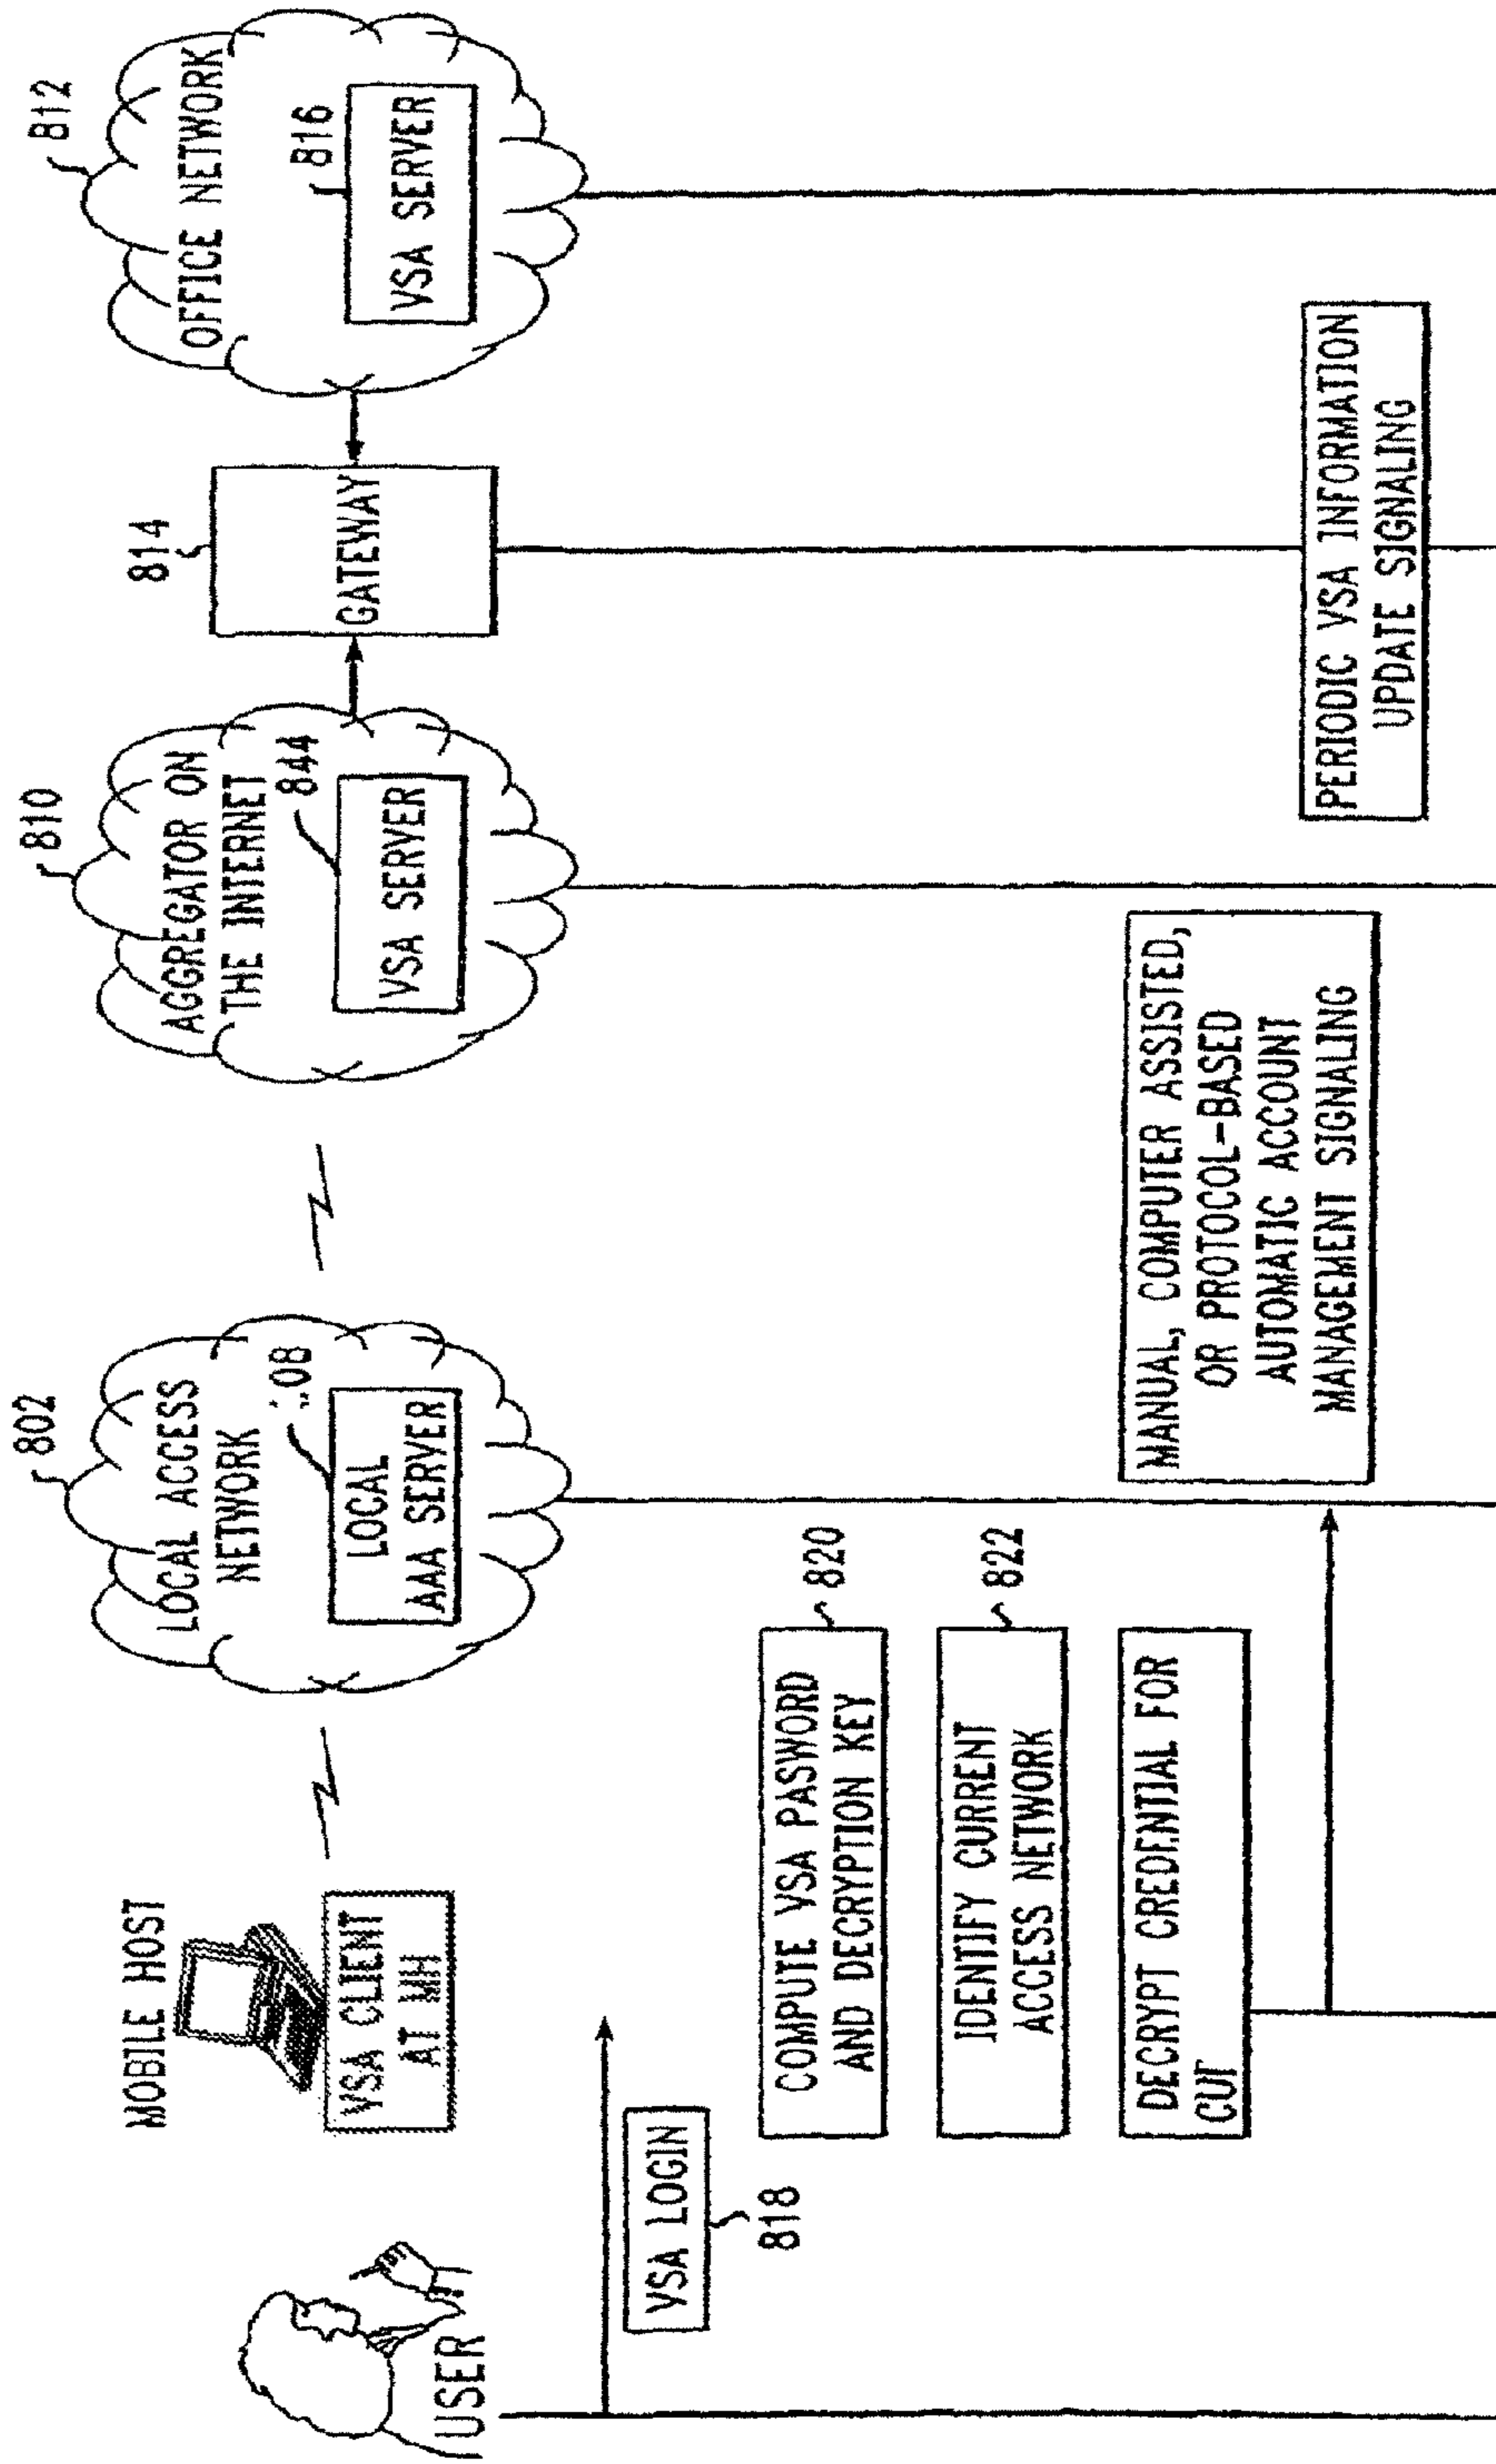 USER
MOBILE HOST
VSA CLIENT
AT MH
802
LOCAL ACCESS
NETWORK
LOCAL
AAA SERVER
810
AGGREGATOR ON
THE INTERNET
844
VSA SERVER
814
GATEWAY
812
OFFICE NETWORK
816
VSA SERVER
VSA LOGIN
818
COMPUTE VSA PASWORD
AND DECRYPTION KEY
820
IDENTIFY CURRENT
ACCESS NETWORK
822
DECRYPT CREDENTIAL FOR
MANUAL, COMPUTER ASSISTED,
OR PROTOCOL-BASED
AUTOMATIC ACCOUNT
MANAGEMENT SIGNALING
PERIODIC VSA INFORMATION
UPDATE SIGNALING